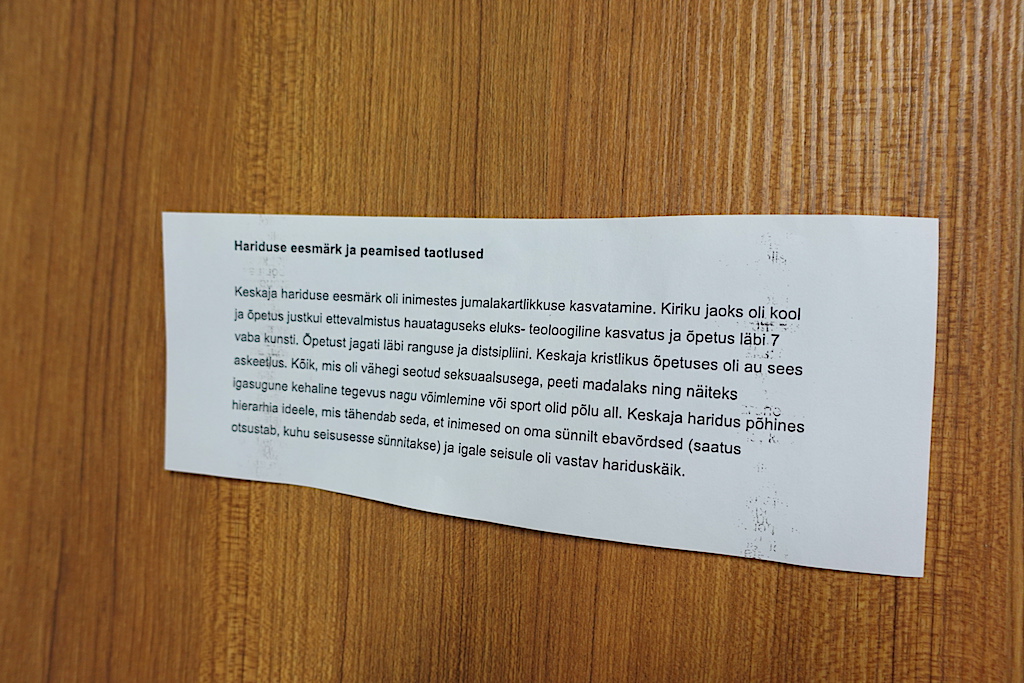 Hariduse eesmärk ja peamised taotlused
Keskaja hariduse eesmärk oli inimestes jumalakartlikkuse kasvatamine. Kiriku jaoks oli kool
ja õpetus justkui ettevalmistus hauataguseks eluks- teoloogiline kasvatus ja õpetus läbi 7
vaba kunsti. Õpetust jagati läbi ranguse ja distsipliini. Keskaja kristlikus õpetuses oli au sees
askeetlus. Kõik, mis oli vähegi seotud seksuaalsusega, peeti madalaks ning näiteks
igasugune kehaline tegevus nagu võimlemine või sport olid põlu all. Keskaja haridus põhines
hierarhia ideele, mis tähendab seda, et inimesed on oma sünnilt ebavõrdsed (saatus
otsustab, kuhu seisusesse sünnitakse) ja igale seisule oli vastav hariduskäik.